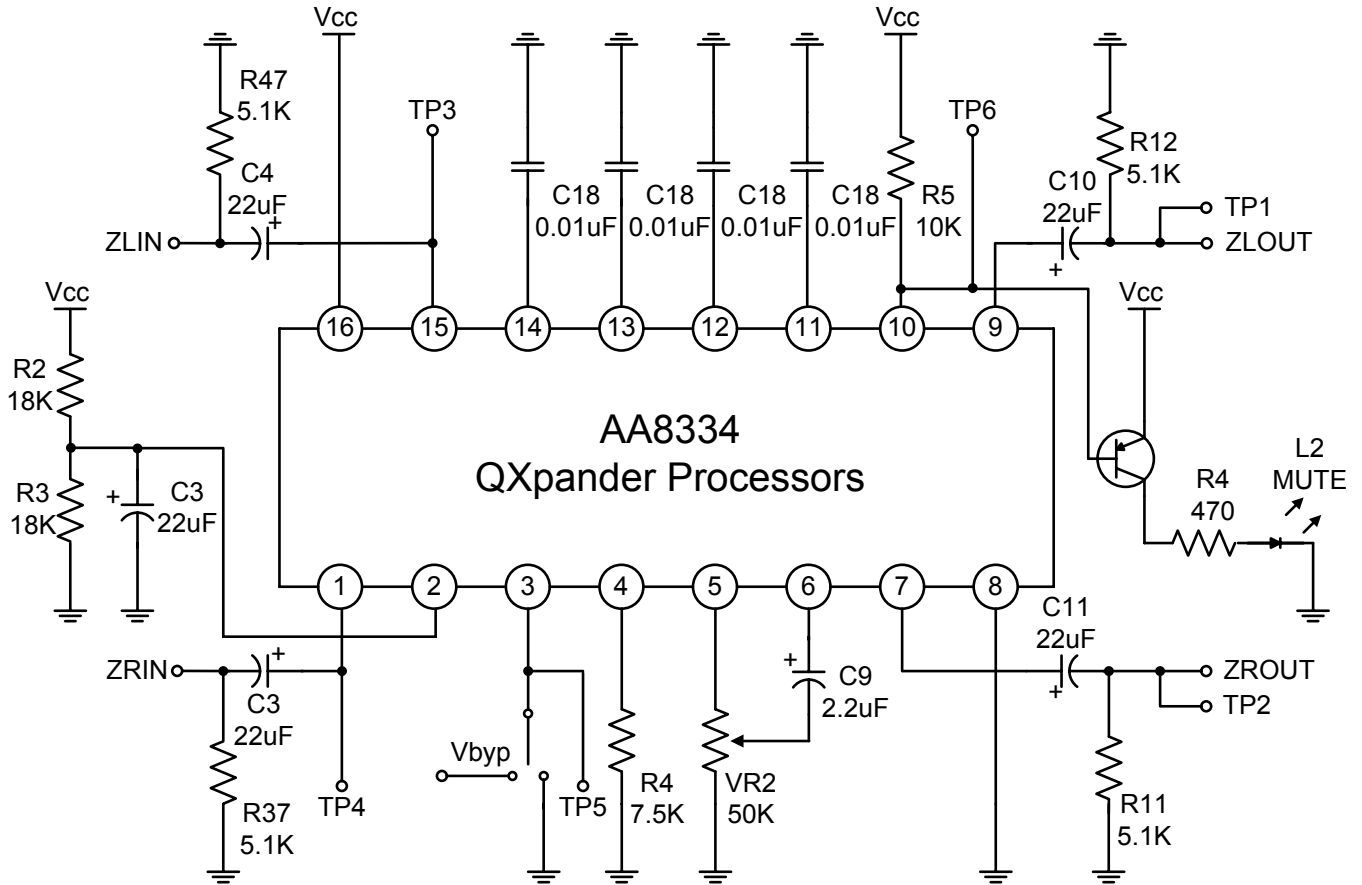 Vcc
Vcc
R47
5.1K
TP3
TP6
R12
5.1K
C4
22uF
C18
0.01uF
C18
0.01uF
C18
0.01uF
C18
0.01uF
R5
10K
C10
22uF
TP1
ZLOUT
ZLIN
Vcc
Vcc
16
15
14
13
12
11
10
9
R2
18K
AA8334
QXpander Processors
R3
18K
+
C3
22uF
L2
MUTE
R4
470
1
2
3
4
5
6
7
8
ZRIN
+
C3
22uF
+
C9
2.2uF
C11
22uF
+
ZROUT
TP2
+
+
Vbyp
R37
5.1K
TP4
TP5
R4
7.5K
VR2
50K
R11
5.1K